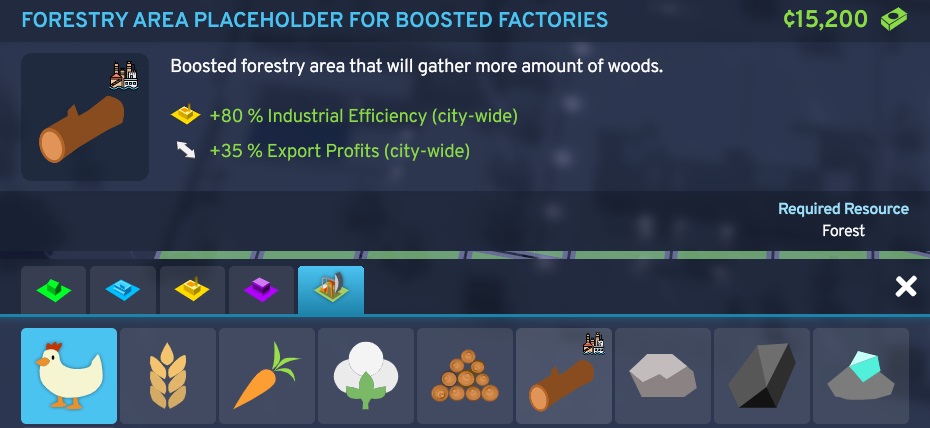 FORESTRY AREA PLACEHOLDER FOR BOOSTED FACTORIES
¢15,200
Boosted forestry area that will gather more amount of woods.
+80 % Industrial Efficiency (city-wide)
+35 % Export Profits (city-wide)
Required Resource
Forest